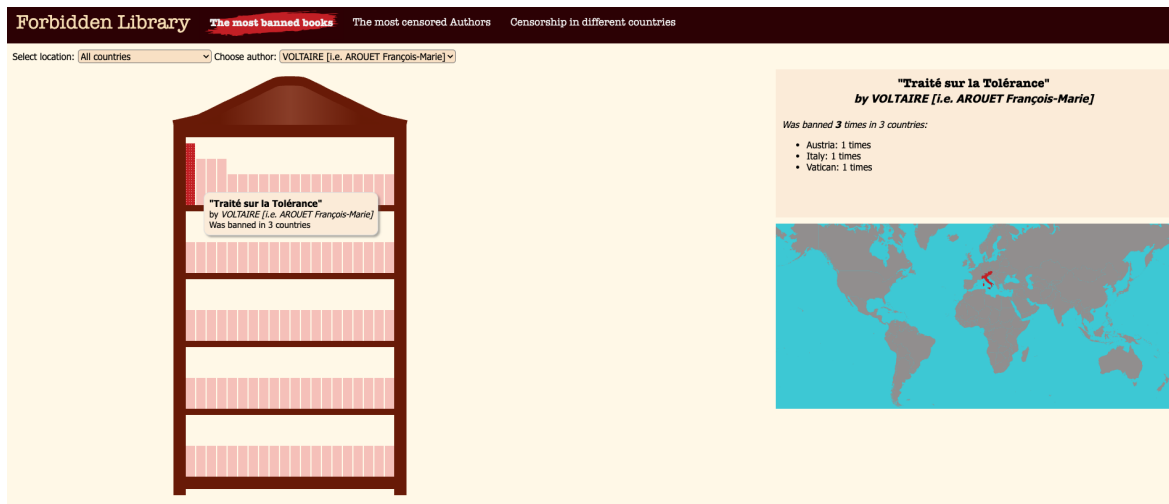 Forbidden Library The most banned books The most censored Authors Censorship in different countries
Select location: All countries Choose author: VOLTAIRE [i.e. AROUET François-Marie]
"Traité sur la Tolérance"
by VOLTAIRE [i.e. AROUET François-Marie]
Was banned in 3 countries
"Traité sur la Tolérance"
by VOLTAIRE [i.e. AROUET François-Marie]
Was banned 3 times in 3 countries:
• Austria: 1 times
• Italy: 1 times
• Vatican: 1 times